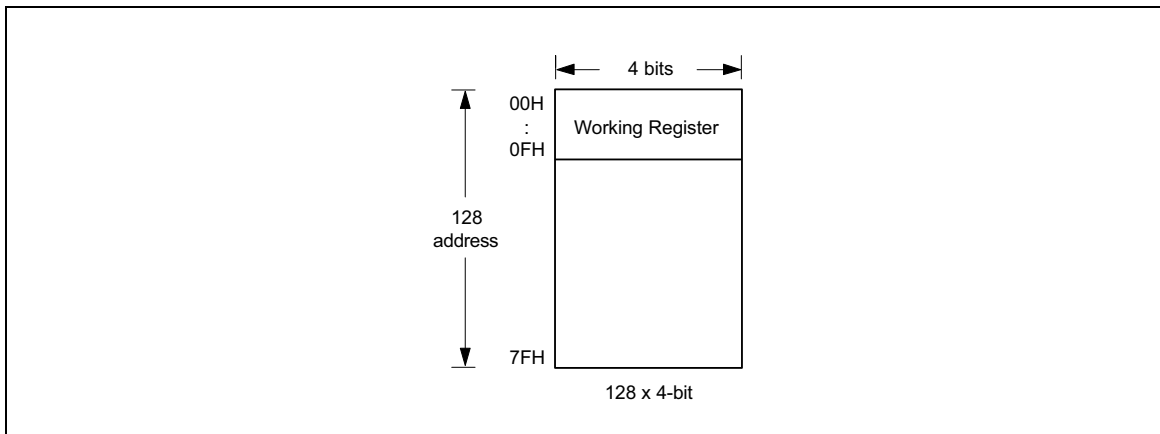 4 bits
00H
:
0FH
Working Register
128
address
7FH
128 x 4-bit